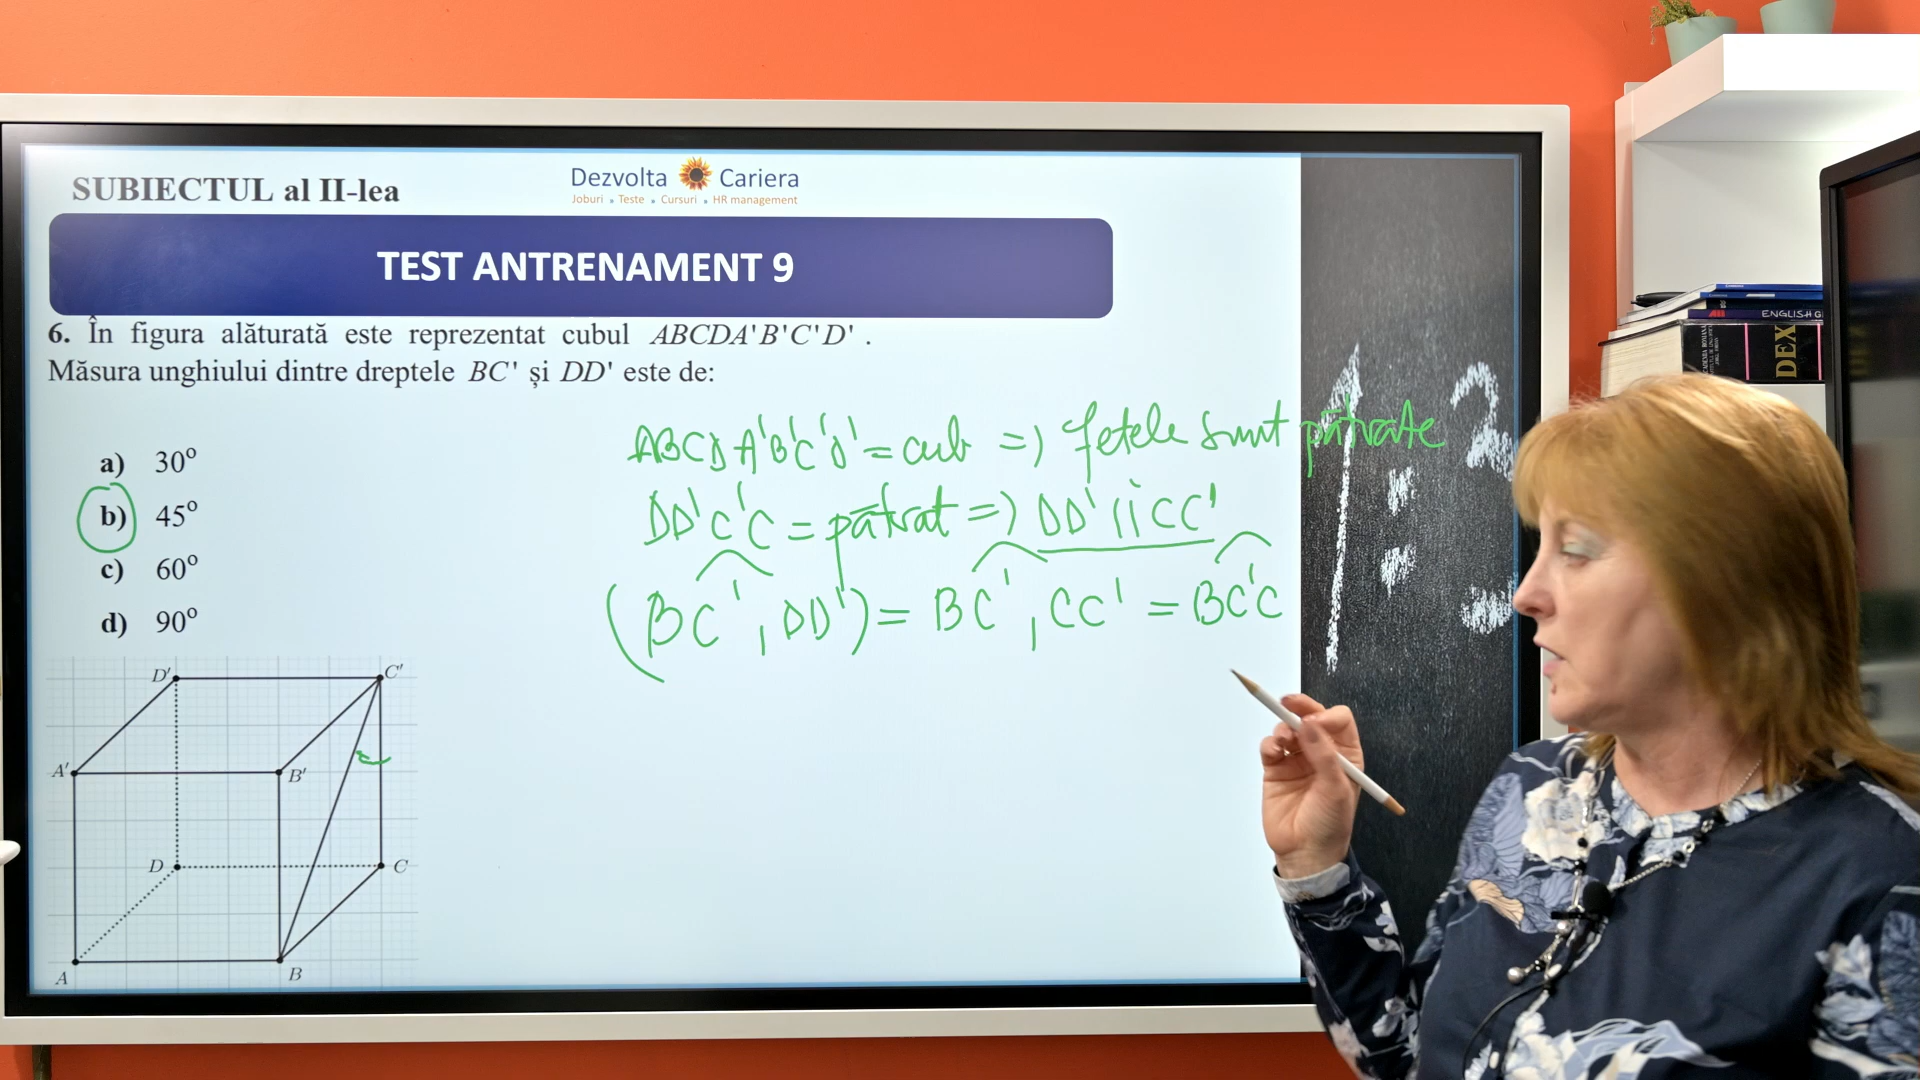 SUBIECTUL al II-lea
Dezvolta Cariera
Joburi • Teste • Cursuri • HR management
TEST ANTRENAMENT 9
6. În figura alăturată este reprezentat cubul ABCDA'B'C'D' .
Măsura unghiului dintre dreptele BC' și DD' este de:
a) 30°
b) 45°
c) 60°
d) 90°
ABCDA'B'C'D' = cub => fețele sunt pătrate
DD'C'C = pătrat => DD' || CC'
(BC', DD') = BC', CC' = BC'C
D' C'
A' B'
D C
A B
2
ENGLISH G
DEX